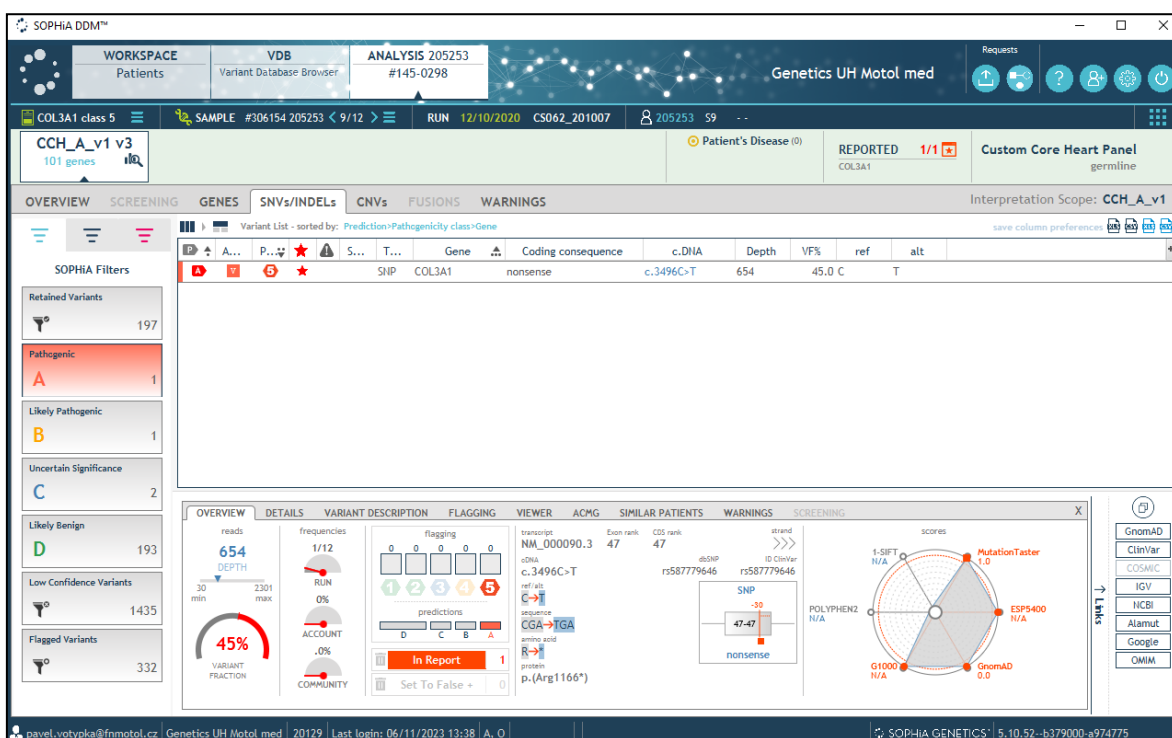 SOPHiA DDM™
WORKSPACE
Patients
VDB
Variant Database Browser
ANALYSIS 205253
#145-0298
Genetics UH Motol med
Requests
COL3A1 class 5
SAMPLE #306154 205253 < 9/12 >
RUN 12/10/2020 CS062_201007
205253 S9 - -
CCH_A_v1 v3
101 genes
Patient's Disease (0)
REPORTED 1/1
COL3A1
Custom Core Heart Panel
germline
OVERVIEW SCREENING GENES SNVs/INDELs CNVs FUSIONS WARNINGS
Interpretation Scope: CCH_A_v1
Variant List - sorted by: Prediction>Pathogenicity class>Gene
save column preferences
P A... P... S... T... Gene Coding consequence c.DNA Depth VF% ref alt
A 5 SNP COL3A1 nonsense c.3496C>T 654 45.0 C T
SOPHiA Filters
Retained Variants
197
Pathogenic
A 1
Likely Pathogenic
B 1
Uncertain Significance
C 2
Likely Benign
D 193
Low Confidence Variants
1435
Flagged Variants
332
OVERVIEW DETAILS VARIANT DESCRIPTION FLAGGING VIEWER ACMG SIMILAR PATIENTS WARNINGS SCREENING X
reads
654
DEPTH
30 2301
min max
45%
VARIANT
FRACTION
frequencies
1/12
RUN
0%
ACCOUNT
.0%
COMMUNITY
flagging
0 0 0 0 0
1 2 3 4 5
predictions
D C B A
In Report 1
Set To False + 0
transcript Exon rank CDS rank strand
NM_000090.3 47 47 >>>
cDNA dbSNP ID ClinVar
c.3496C>T rs587779646 rs587779646
ref/alt
C→T
sequence
CGA→TGA
amino acid
R→*
protein
p.(Arg1166*)
SNP
-30
47-47
nonsense
scores
1-SIFT
N/A
MutationTaster
1.0
POLYPHEN2
N/A
ESP5400
N/A
G1000
N/A
GnomAD
0.0
Links
GnomAD
ClinVar
COSMIC
IGV
NCBI
Alamut
Google
OMIM
pavel.votypka@fnmotol.cz Genetics UH Motol med 20129 Last login: 06/11/2023 13:38 A, O
SOPHiA GENETICS 5.10.52--b379000-a974775